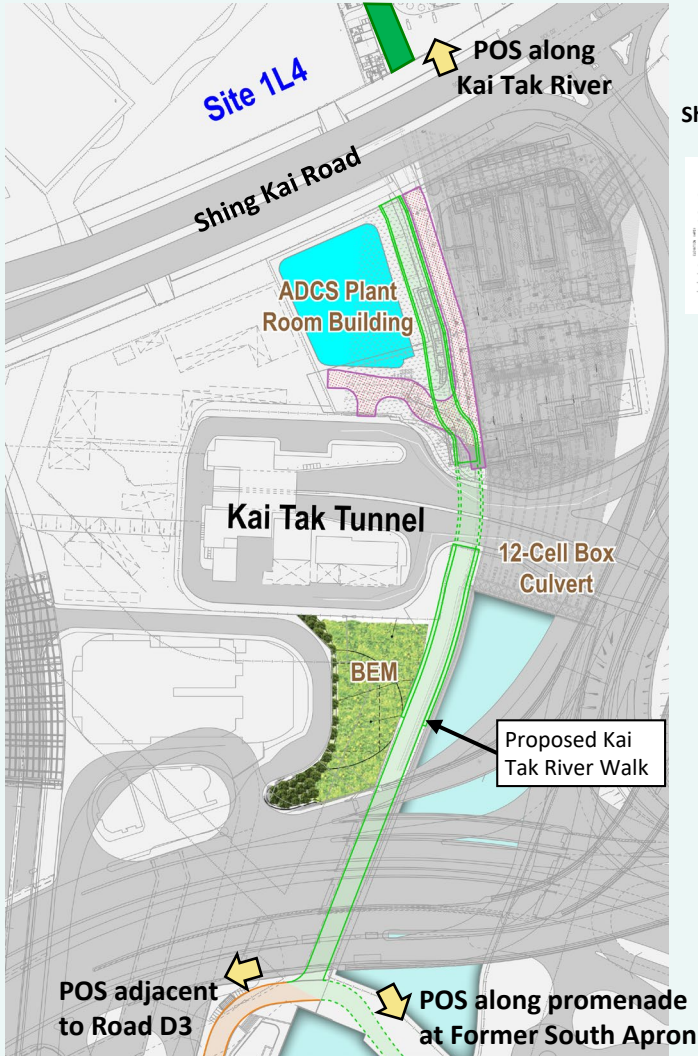 POS along
Kai Tak River
Site 1L4
Sh
Shing Kai Road
ADCS Plant
Room Building
Kai Tak Tunnel
12-Cell Box
Culvert
BEM
Proposed Kai
Tak River Walk
POS adjacent
to Road D3
POS along promenade
at Former South Apron